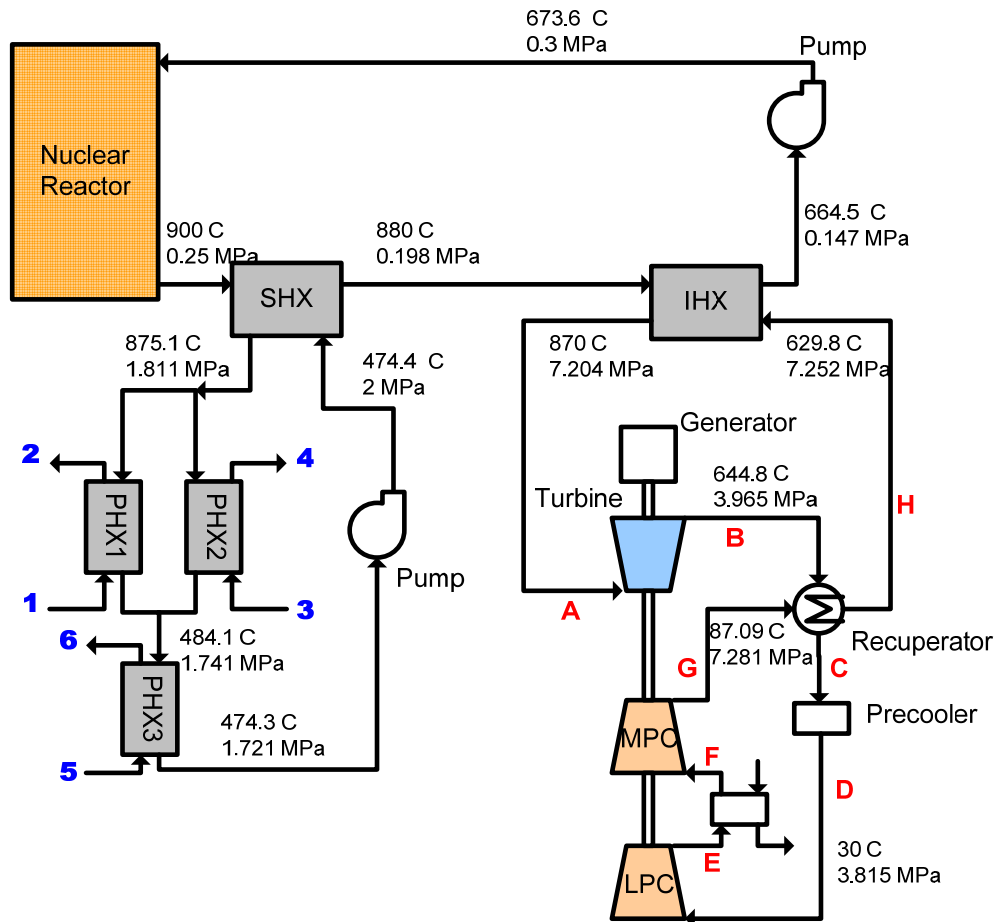 673.6 C
0.3 MPa
Pump
Nuclear
Reactor
900 C
0.25 MPa
880 C
0.198 MPa
664.5 C
0.147 MPa
SHX
IHX
875.1 C
1.811 MPa
474.4 C
2 MPa
870 C
7.204 MPa
629.8 C
7.252 MPa
Generator
2
4
644.8 C
3.965 MPa
Turbine
H
B
PHX1
PHX2
Pump
1
3
A
6
484.1 C
1.741 MPa
87.09 C
7.281 MPa
G
Recuperator
C
PHX3
474.3 C
1.721 MPa
Precooler
MPC
5
F
D
E
LPC
30 C
3.815 MPa